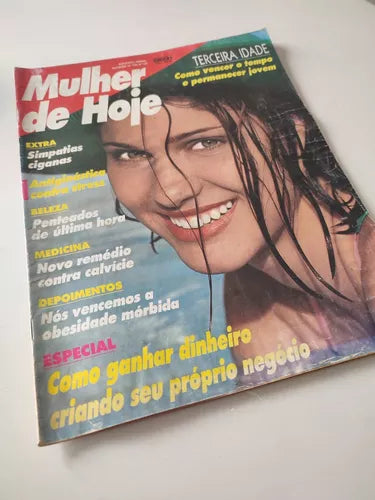 TERCEIRA IDADE
Como vencer o tempo
e permanecer jovem
Mulher
de Hoje
EXTRA
Simpatias
ciganas
Antiginástica
contra stress
BELEZA
Penteados
de última hora
MEDICINA
Novo remédio
contra calvície
DEPOIMENTOS
Nós vencemos a
obesidade mórbida
ESPECIAL
Como ganhar dinheiro
criando seu próprio negócio